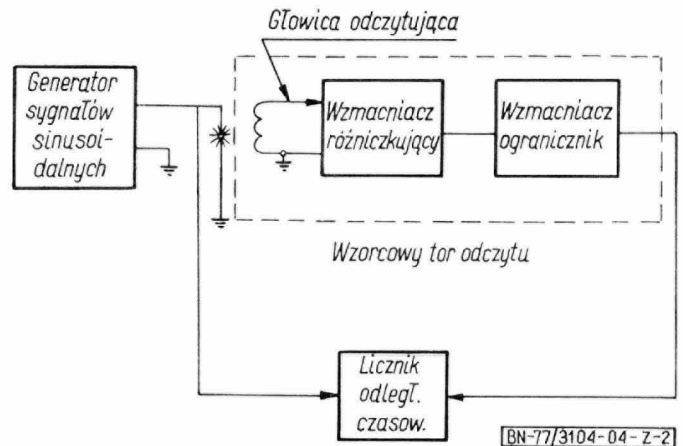 Głowica odczytująca
Generator
sygnałów
sinusoi-
dalnych
Wzmacniacz
różniczkujący
Wzmacniacz
ogranicznik
Wzorcowy tor odczytu
Licznik
odległ.
czasow.
BN-77/3104-04-Z-2